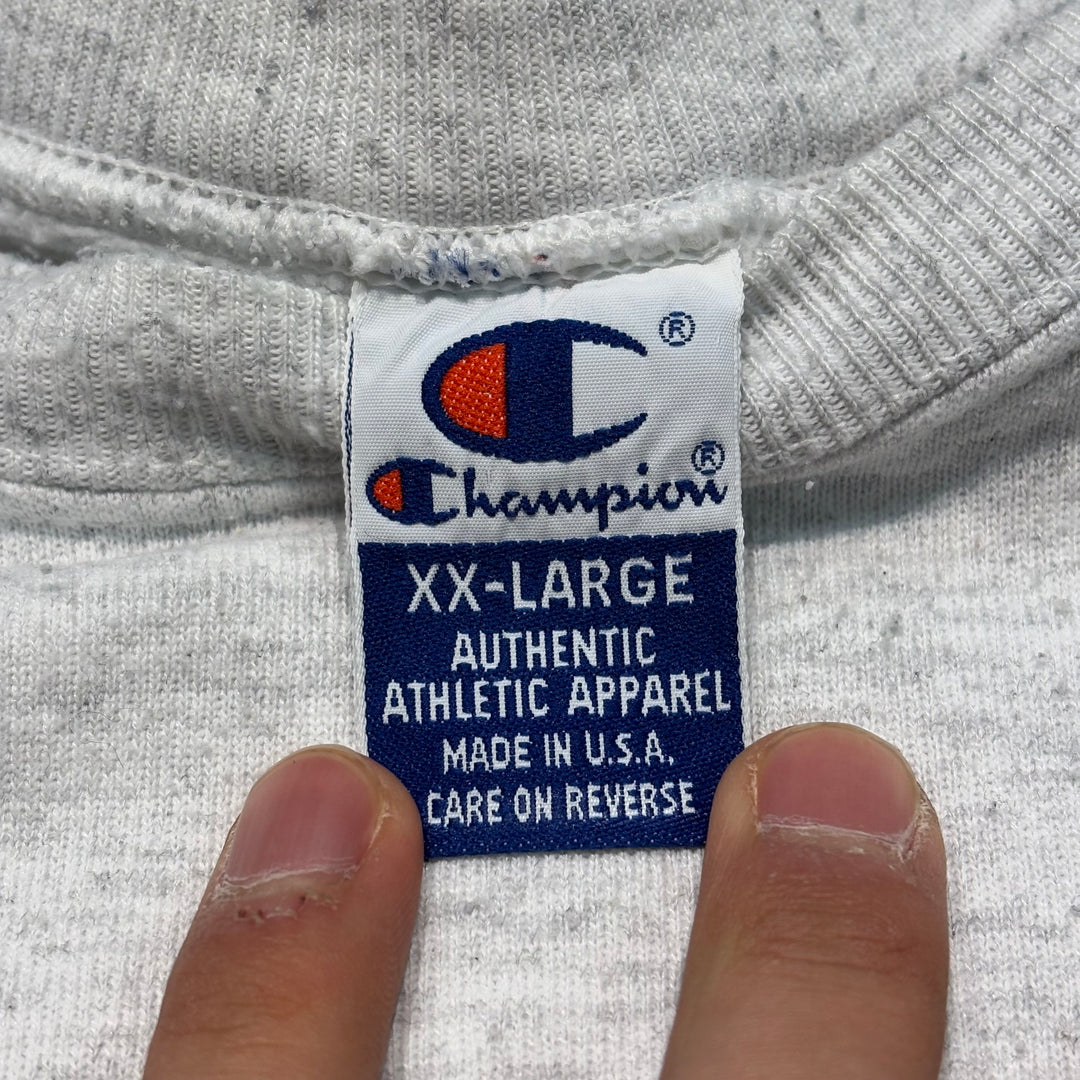 ®
Champion®
XX-LARGE
AUTHENTIC
ATHLETIC APPAREL
MADE IN U.S.A.
CARE ON REVERSE